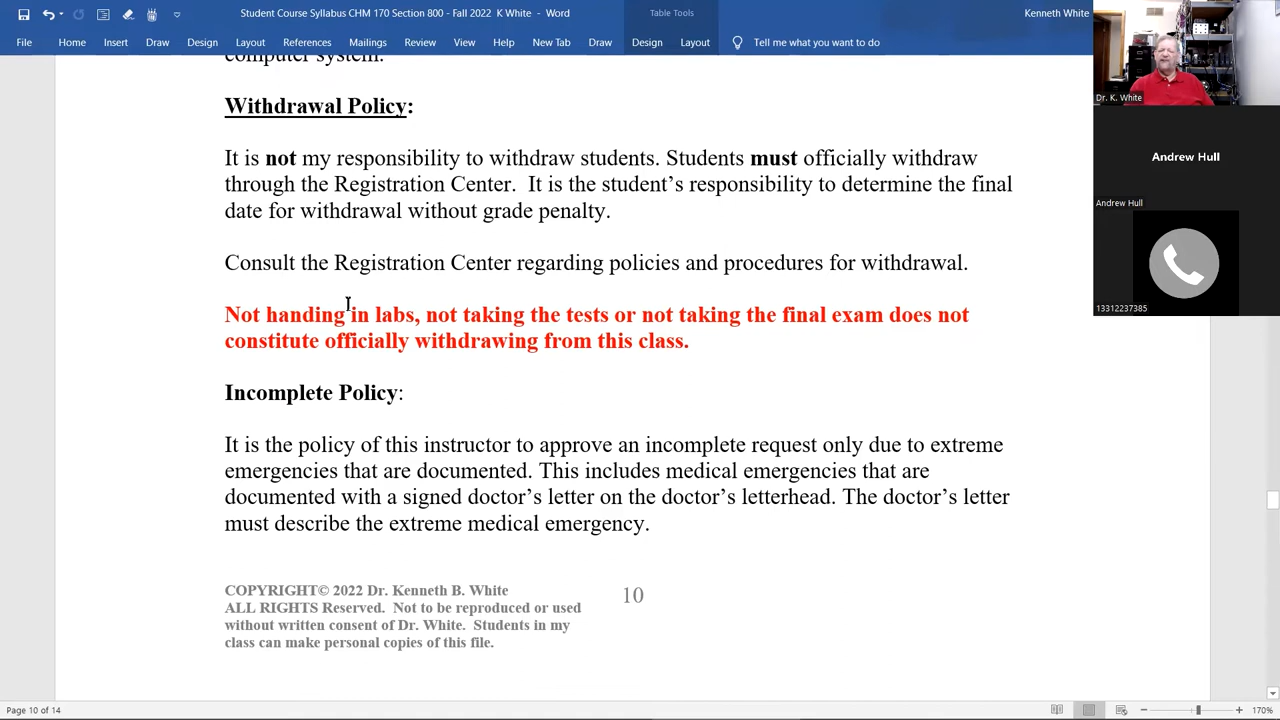 Student Course Syllabus CHM 170 Section 800 - Fall 2022  K White - Word
Table Tools
Kenneth White
File Home Insert Draw Design Layout References Mailings Review View Help New Tab Draw Design Layout Tell me what you want to do
computer system.
Withdrawal Policy:
It is not my responsibility to withdraw students. Students must officially withdraw
through the Registration Center.  It is the student's responsibility to determine the final
date for withdrawal without grade penalty.
Consult the Registration Center regarding policies and procedures for withdrawal.
Not handing in labs, not taking the tests or not taking the final exam does not
constitute officially withdrawing from this class.
Incomplete Policy:
It is the policy of this instructor to approve an incomplete request only due to extreme
emergencies that are documented. This includes medical emergencies that are
documented with a signed doctor's letter on the doctor's letterhead. The doctor's letter
must describe the extreme medical emergency.
COPYRIGHT© 2022 Dr. Kenneth B. White
ALL RIGHTS Reserved.  Not to be reproduced or used
without written consent of Dr. White.  Students in my
class can make personal copies of this file.
10
Page 10 of 14
170%
Dr. K. White
Andrew Hull
Andrew Hull
13312237385